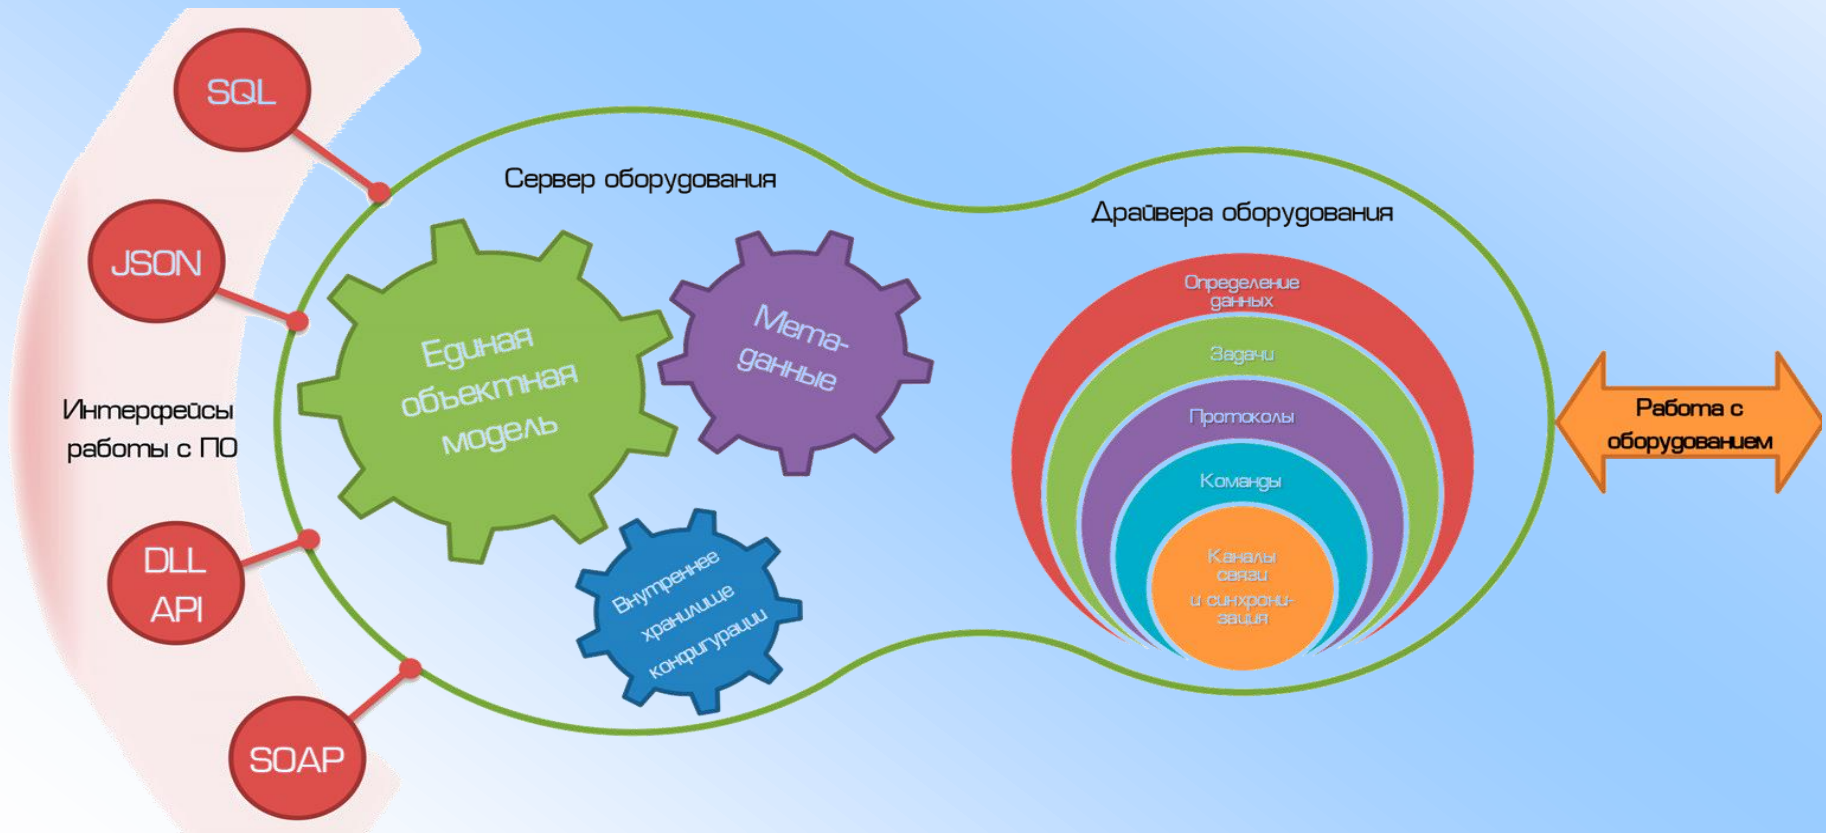 SQL
JSON
Интерфейсы
работы с ПО
DLL
API
SOAP
Сервер оборудования
Единая
объектная
модель
Мета-
данные
Внутреннее
хранилище
конфигурации
Драйвера оборудования
Определение
данных
Задачи
Протоколы
Команды
Каналы
связи
и синхрони-
зация
Работа с
оборудованием